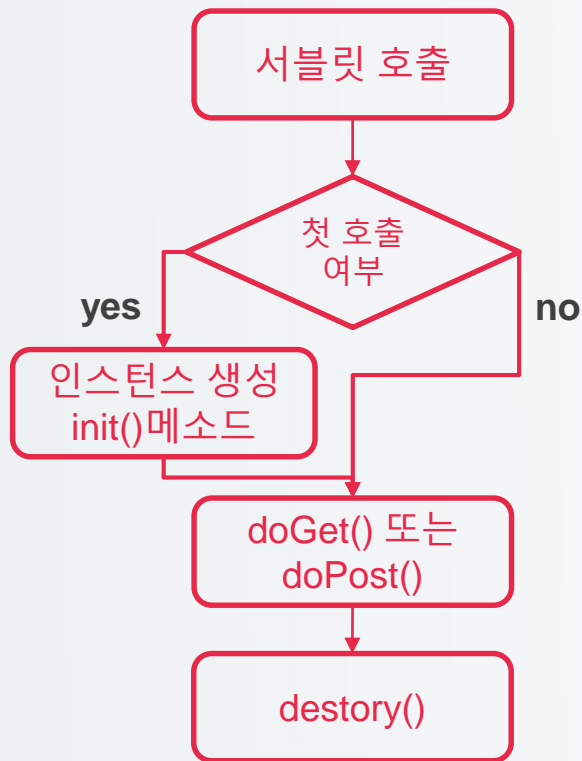 서블릿 호출
첫 호출
여부
yes
no
인스턴스 생성
init()메소드
doGet() 또는
doPost()
destory()